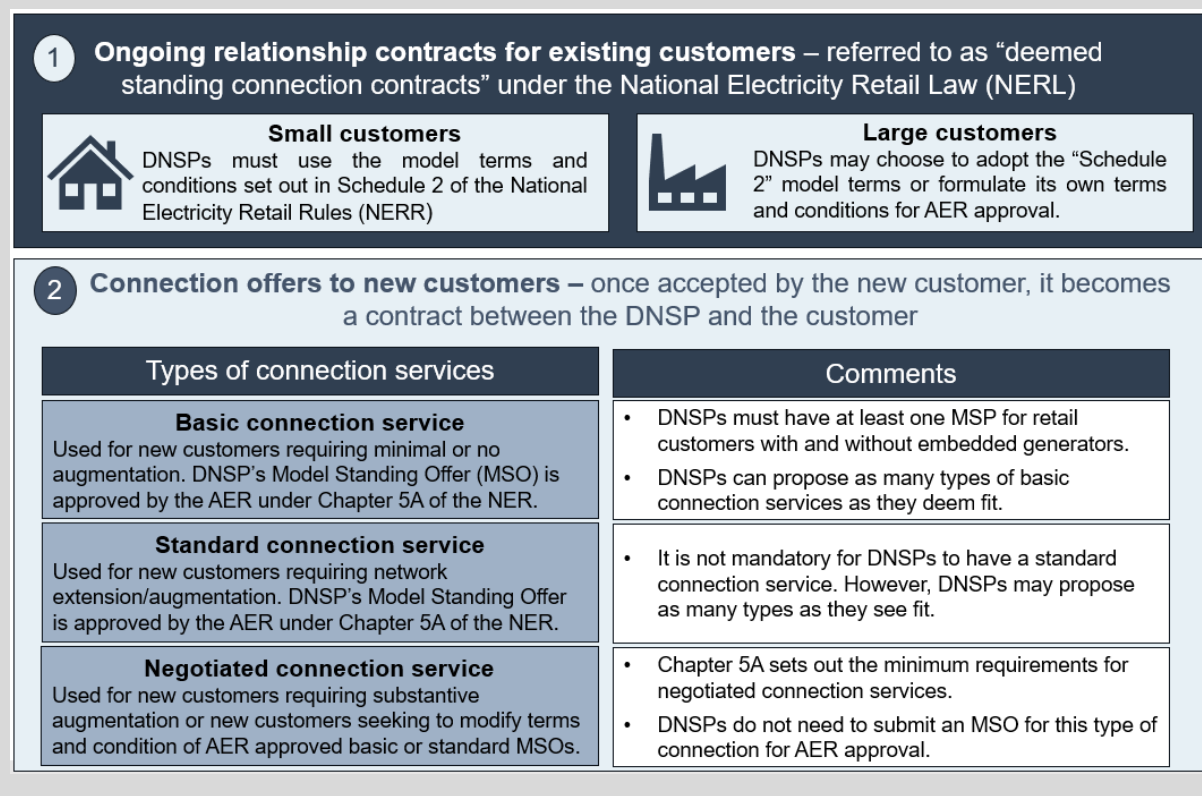 1
Ongoing relationship contracts for existing customers – referred to as “deemed
standing connection contracts” under the National Electricity Retail Law (NERL)
Small customers
DNSPs must use the model terms and
conditions set out in Schedule 2 of the National
Electricity Retail Rules (NERR)
Large customers
DNSPs may choose to adopt the “Schedule
2” model terms or formulate its own terms
and conditions for AER approval.
2
Connection offers to new customers – once accepted by the new customer, it becomes
a contract between the DNSP and the customer
Types of connection services
Comments
Basic connection service
Used for new customers requiring minimal or no
augmentation. DNSP’s Model Standing Offer (MSO) is
approved by the AER under Chapter 5A of the NER.
• DNSPs must have at least one MSP for retail
customers with and without embedded generators.
• DNSPs can propose as many types of basic
connection services as they deem fit.
Standard connection service
Used for new customers requiring network
extension/augmentation. DNSP’s Model Standing Offer
is approved by the AER under Chapter 5A of the NER.
• It is not mandatory for DNSPs to have a standard
connection service. However, DNSPs may propose
as many types as they see fit.
Negotiated connection service
Used for new customers requiring substantive
augmentation or new customers seeking to modify terms
and condition of AER approved basic or standard MSOs.
• Chapter 5A sets out the minimum requirements for
negotiated connection services.
• DNSPs do not need to submit an MSO for this type of
connection for AER approval.